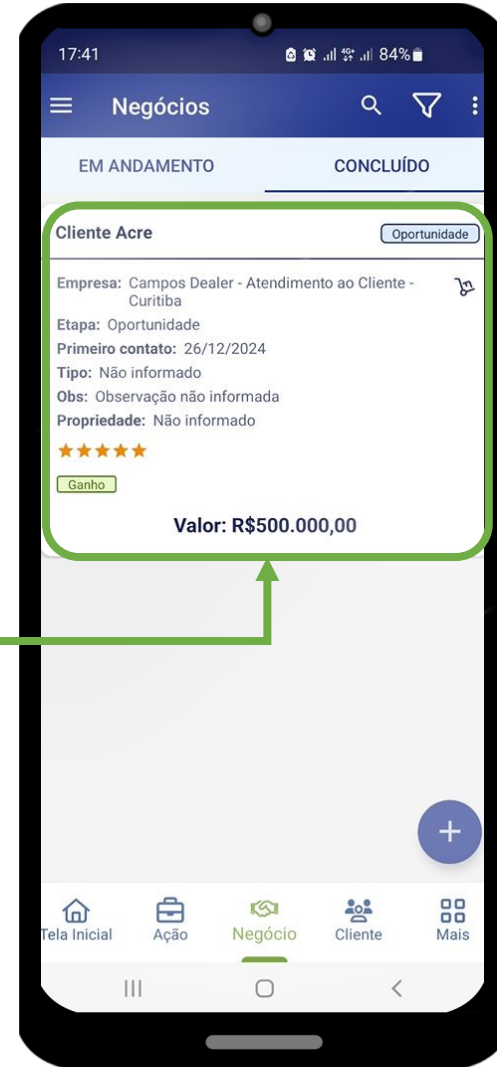 17:41 4G+ 84%
Negócios
EM ANDAMENTO CONCLUÍDO
Cliente Acre Oportunidade
Empresa: Campos Dealer - Atendimento ao Cliente -
Curitiba
Etapa: Oportunidade
Primeiro contato: 26/12/2024
Tipo: Não informado
Obs: Observação não informada
Propriedade: Não informado
Ganho
Valor: R$500.000,00
+
Tela Inicial Ação Negócio Cliente Mais